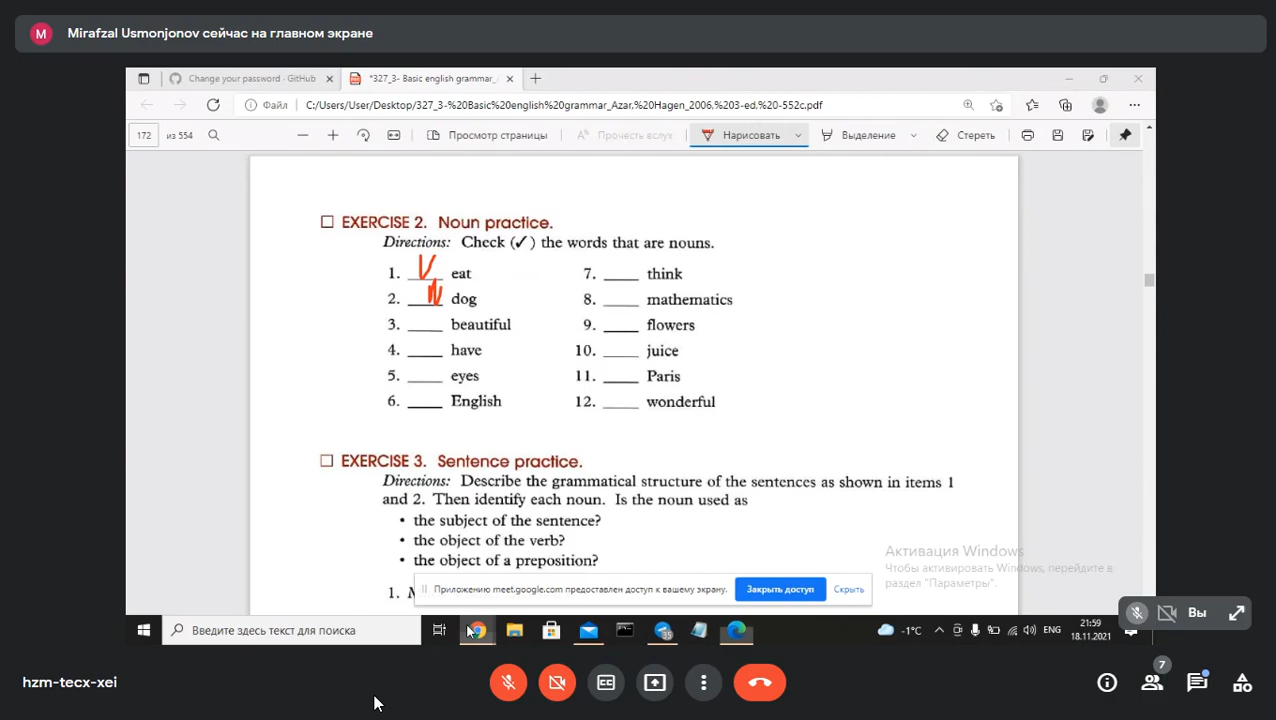 M Mirafzal Usmonjonov сейчас на главном экране
Change your password · GitHub
*327_3- Basic english grammar_
Файл C:/Users/User/Desktop/327_3-%20Basic%20english%20grammar_Azar,%20Hagen_2006.%203-ed,%20-552c.pdf
172 из 554 Просмотр страницы Прочесть вслух Нарисовать Выделение Стереть
EXERCISE 2. Noun practice.
Directions: Check (✓) the words that are nouns.
1. V eat
2. N dog
3. ____ beautiful
4. ____ have
5. ____ eyes
6. ____ English
7. ____ think
8. ____ mathematics
9. ____ flowers
10. ____ juice
11. ____ Paris
12. ____ wonderful
EXERCISE 3. Sentence practice.
Directions: Describe the grammatical structure of the sentences as shown in items 1
and 2. Then identify each noun. Is the noun used as
• the subject of the sentence?
• the object of the verb?
• the object of a preposition?
1.
Активация Windows
Чтобы активировать Windows, перейдите в
раздел "Параметры".
Приложению meet.google.com предоставлен доступ к вашему экрану. Закрыть доступ Скрыть
Вы
Введите здесь текст для поиска
35
-1°C
ENG
21:59
18.11.2021
hzm-tecx-xei
CC
7